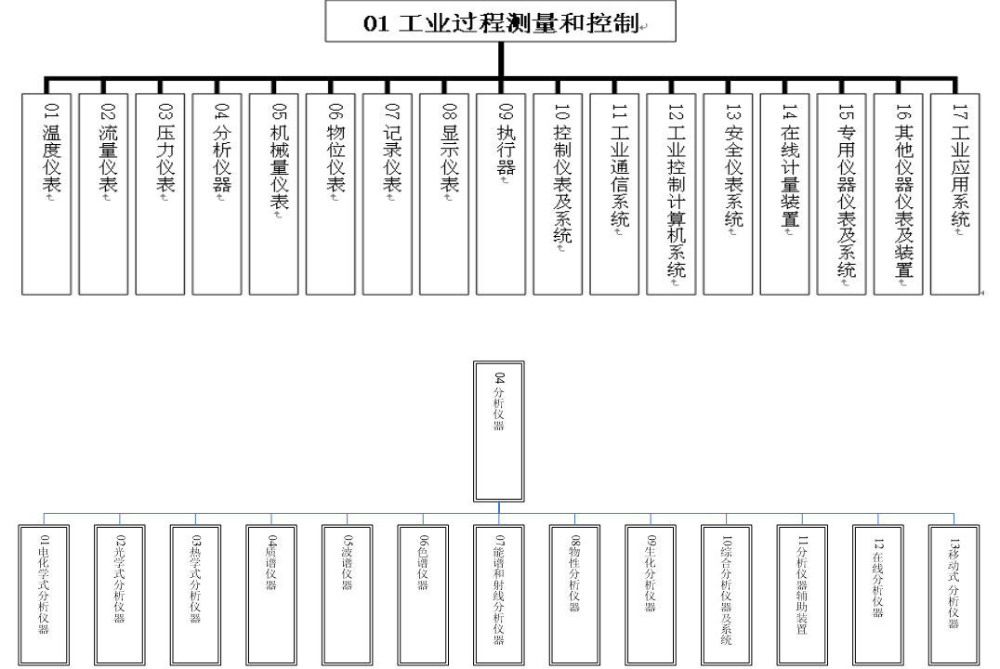 01 工业过程测量和控制
01 温度仪表
02 流量仪表
03 压力仪表
04 分析仪器
05 机械量仪表
06 物位仪表
07 记录仪表
08 显示仪表
09 执行器
10 控制仪表及系统
11 工业通信系统
12 工业控制计算机系统
13 安全仪表系统
14 在线计量装置
15 专用仪器仪表及系统
16 其他仪器仪表及装置
17 工业应用系统
04 分析仪器
01 电化学式分析仪器
02 光学式分析仪器
03 热学式分析仪器
04 质谱仪器
05 波谱仪器
06 色谱仪器
07 能谱和射线分析仪器
08 物性分析仪器
09 生化分析仪器
10 综合分析仪器及系统
11 分析仪器辅助装置
12 在线分析仪器
13 移动式 分析仪器